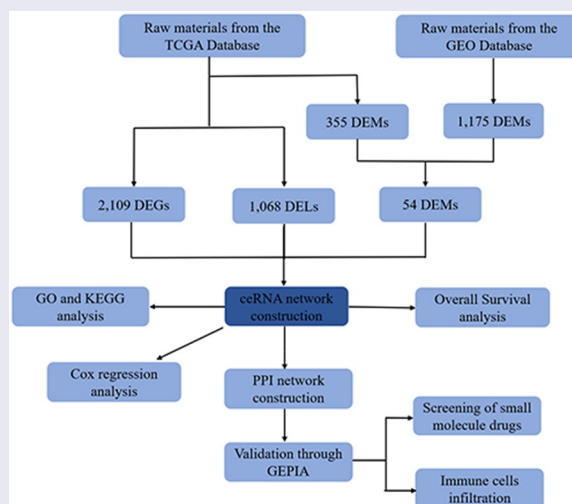 Raw materials from the
TCGA Database
Raw materials from the
GEO Database
355 DEMs
1,175 DEMs
2,109 DEGs
1,068 DELs
54 DEMs
GO and KEGG
analysis
ceRNA network
construction
Overall Survival
analysis
Cox regression
analysis
PPI network
construction
Screening of small
molecule drugs
Validation through
GEPIA
Immune cells
infiltration